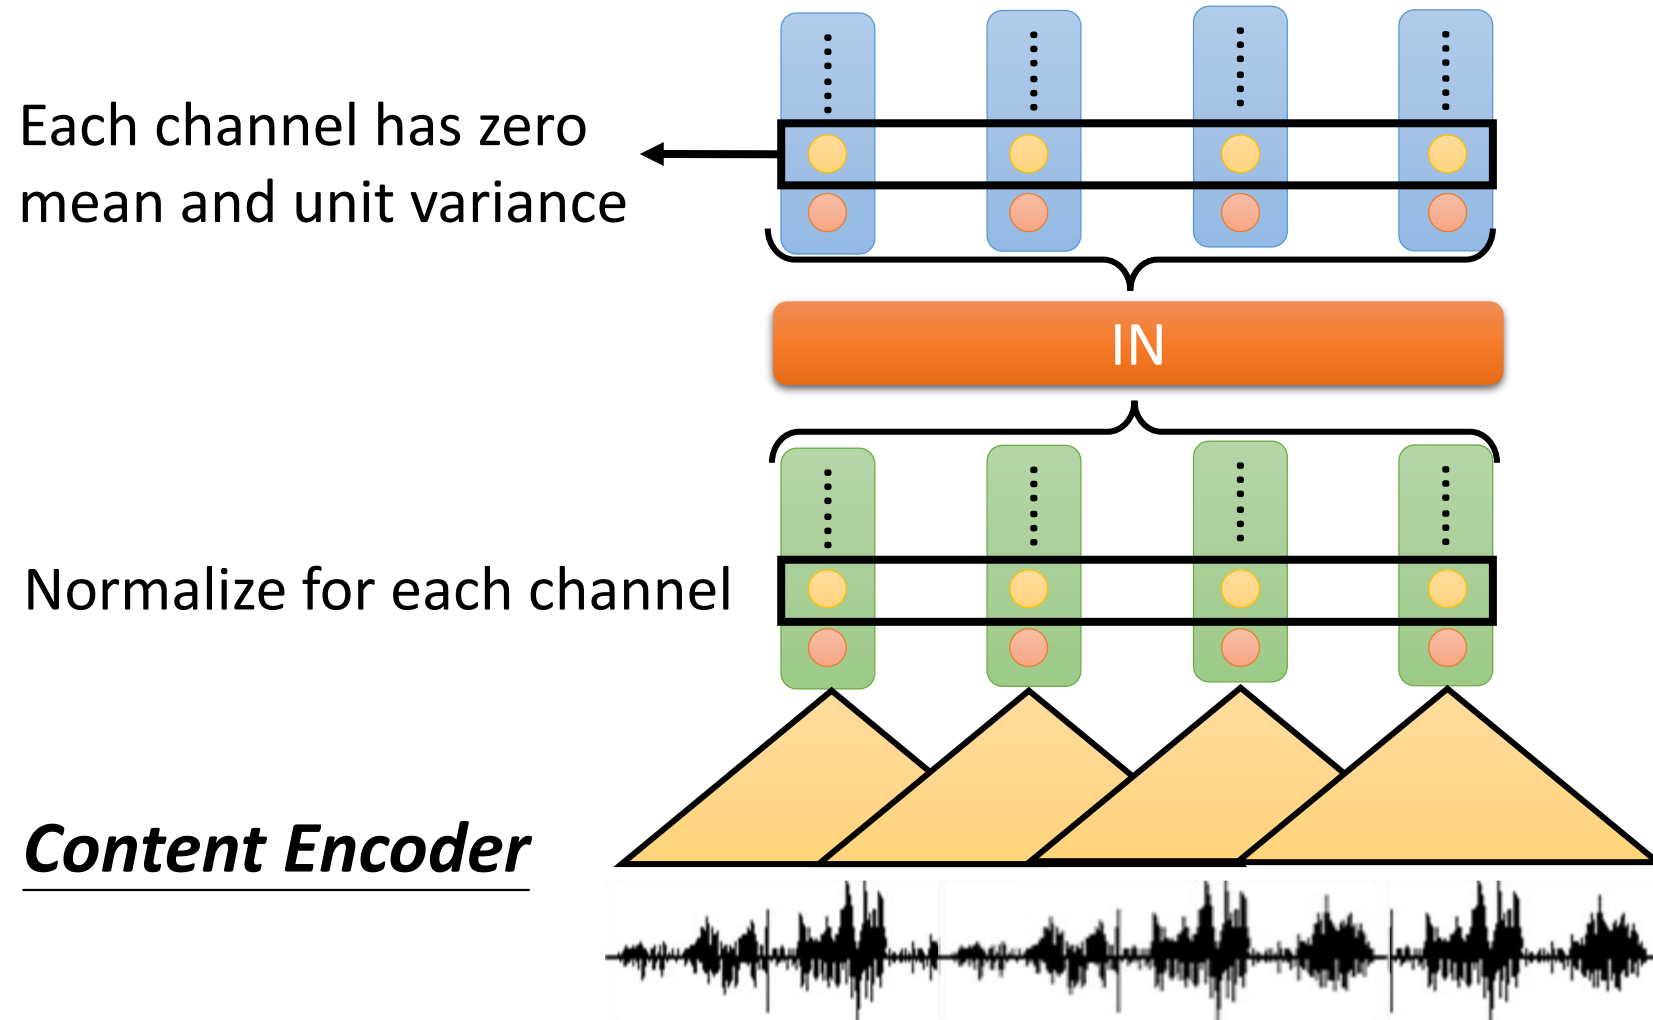 Each channel has zero
mean and unit variance
IN
Normalize for each channel
Content Encoder